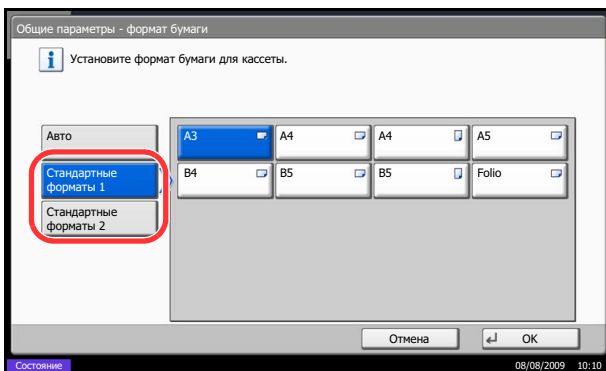 Общие параметры - формат бумаги
Установите формат бумаги для кассеты.
Авто
A3
A4
A4
A5
Стандартные
форматы 1
B4
B5
B5
Folio
Стандартные
форматы 2
Отмена
OK
Состояние
08/08/2009 10:10